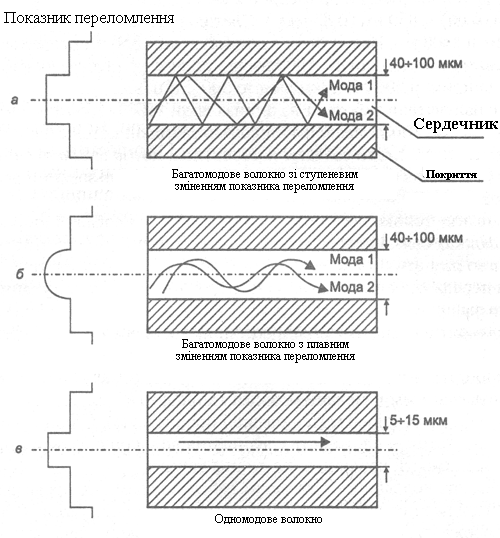 Показник переломлення
40÷100 мкм
Мода 1
а
Мода 2
Сердечник
Багатомодове волокно зі ступеневим
зміненням показника переломлення
Покриття
40÷100 мкм
Мода 1
б
Мода 2
Багатомодове волокно з плавним
зміненням показника переломлення
5÷15 мкм
в
Одномодове волокно